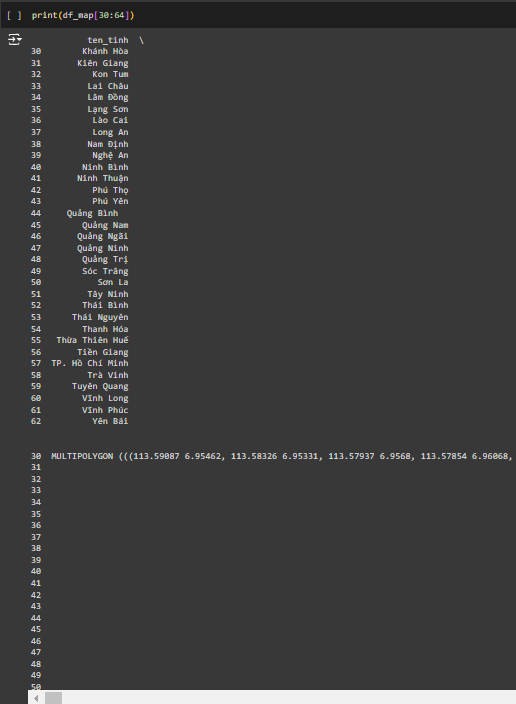 [ ] print(df_map[30:64])
ten_tinh \
30 Khánh Hòa
31 Kiên Giang
32 Kon Tum
33 Lai Châu
34 Lâm Đồng
35 Lạng Sơn
36 Lào Cai
37 Long An
38 Nam Định
39 Nghệ An
40 Ninh Bình
41 Ninh Thuận
42 Phú Thọ
43 Phú Yên
44 Quảng Bình
45 Quảng Nam
46 Quảng Ngãi
47 Quảng Ninh
48 Quảng Trị
49 Sóc Trăng
50 Sơn La
51 Tây Ninh
52 Thái Bình
53 Thái Nguyên
54 Thanh Hóa
55 Thừa Thiên Huế
56 Tiền Giang
57 TP. Hồ Chí Minh
58 Trà Vinh
59 Tuyên Quang
60 Vĩnh Long
61 Vĩnh Phúc
62 Yên Bái
30 MULTIPOLYGON (((113.59087 6.95462, 113.58326 6.95331, 113.57937 6.9568, 113.57854 6.96068,
31
32
33
34
35
36
37
38
39
40
41
42
43
44
45
46
47
48
49
50